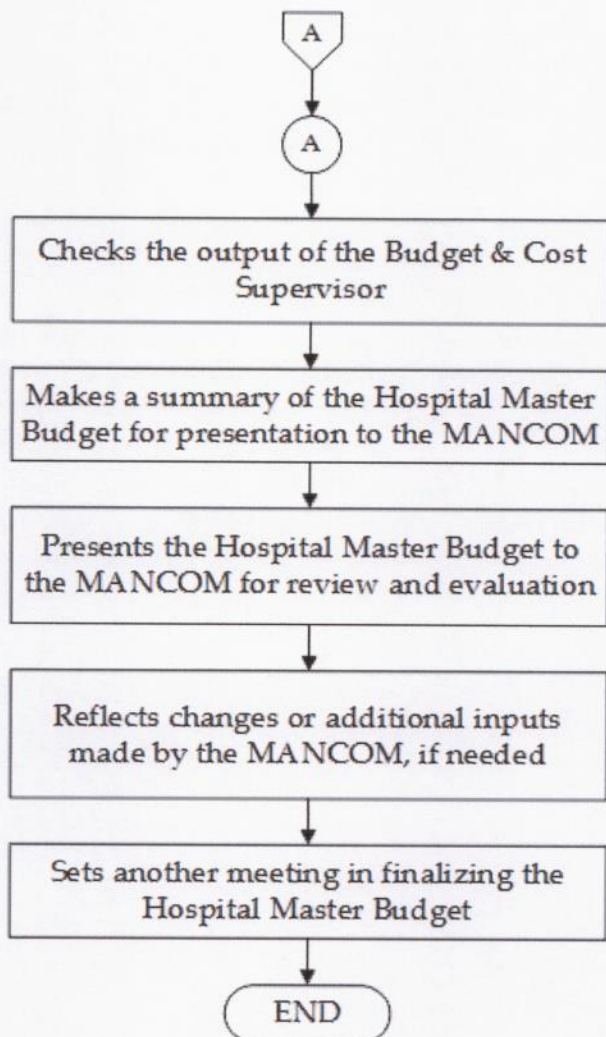 A
A
Checks the output of the Budget & Cost
Supervisor
Makes a summary of the Hospital Master
Budget for presentation to the MANCOM
Presents the Hospital Master Budget to
the MANCOM for review and evaluation
Reflects changes or additional inputs
made by the MANCOM, if needed
Sets another meeting in finalizing the
Hospital Master Budget
END